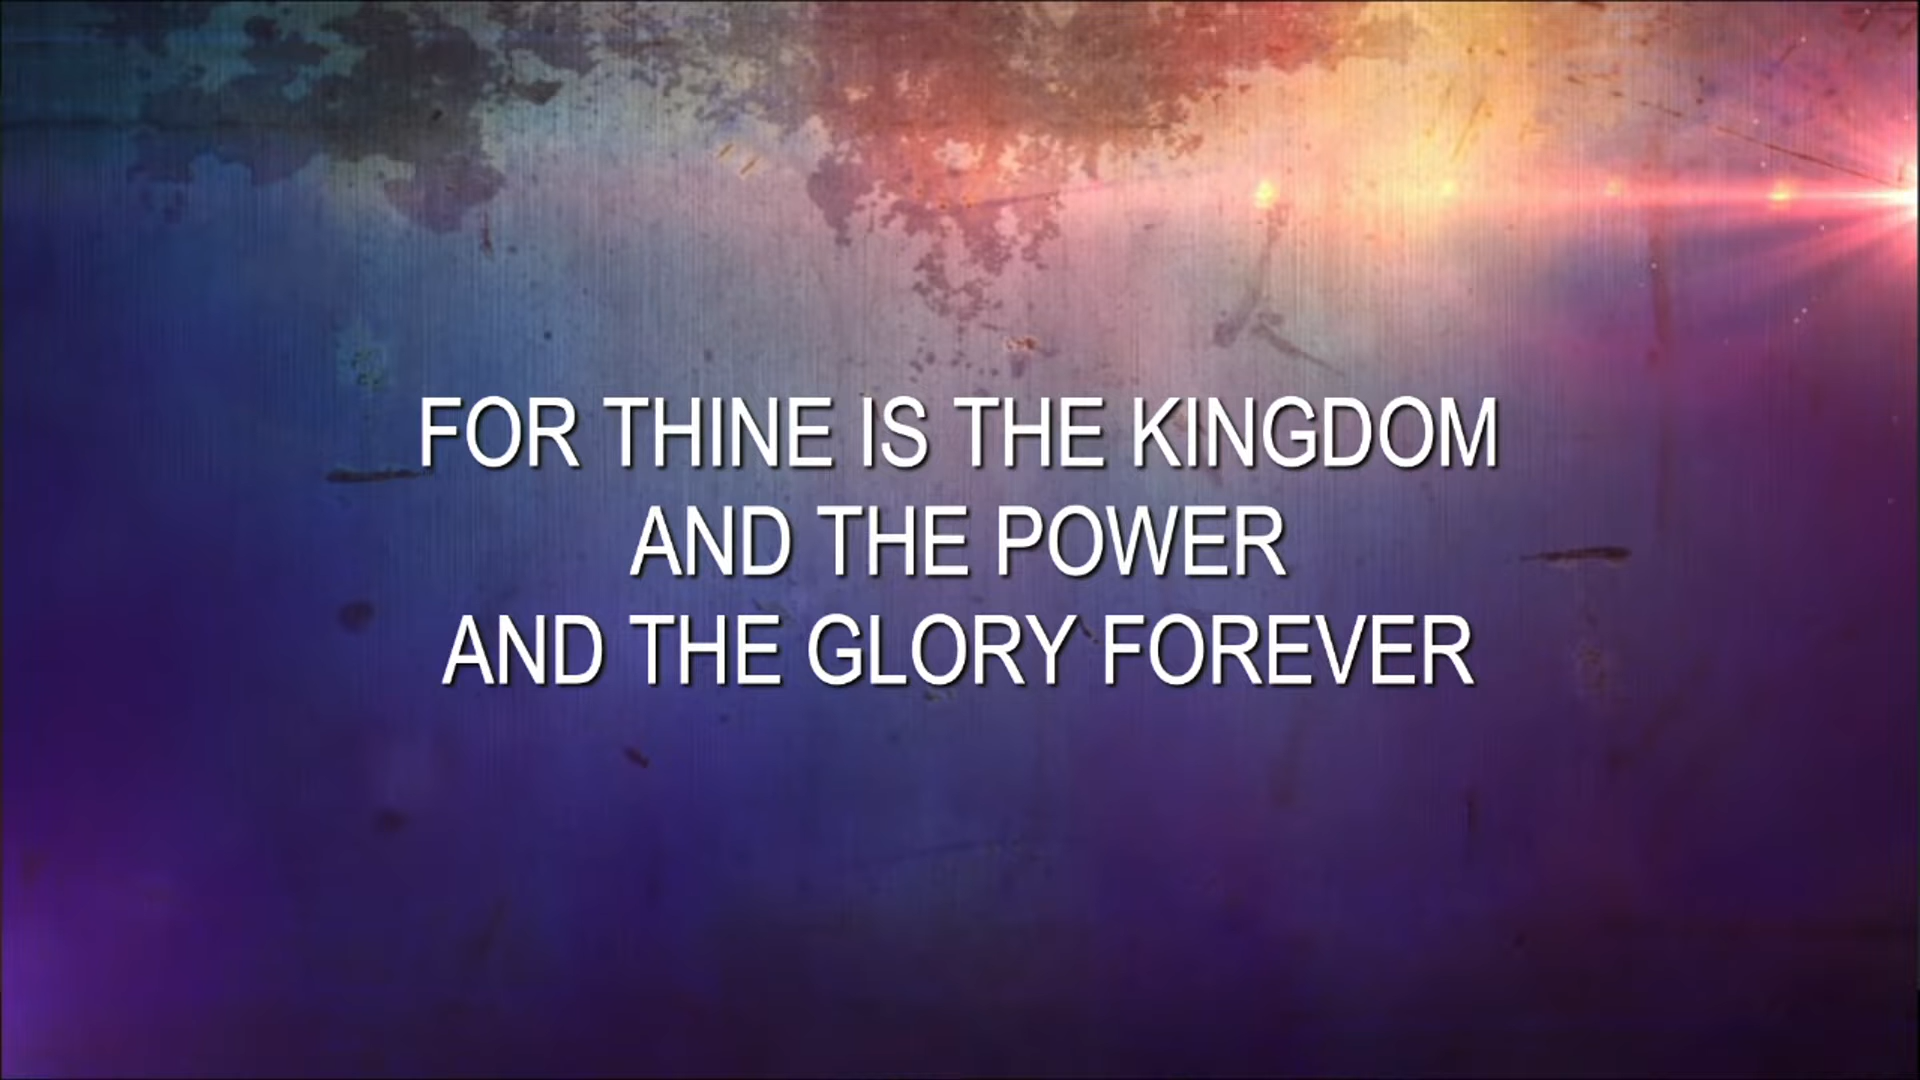 FOR THINE IS THE KINGDOM
AND THE POWER
AND THE GLORY FOREVER